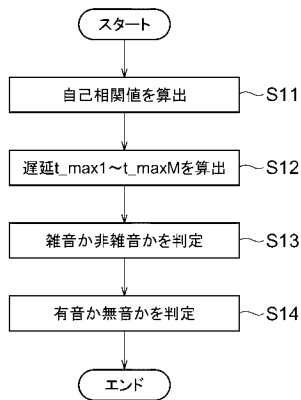 スタート
自己相関値を算出
S11
遅延t_max1～t_maxMを算出
S12
雑音か非雑音かを判定
S13
有音か無音かを判定
S14
エンド